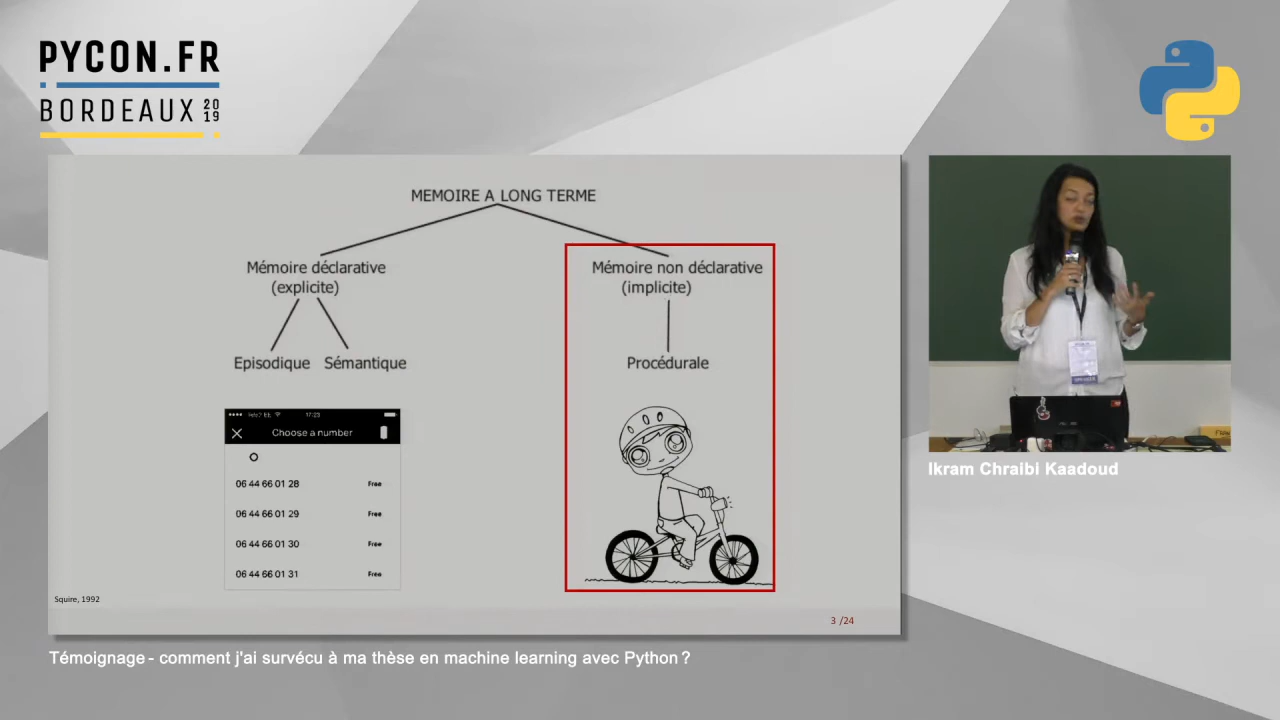 PYCON.FR
BORDEAUX 2019
MEMOIRE A LONG TERME
Mémoire déclarative
(explicite)
Mémoire non déclarative
(implicite)
Episodique
Sémantique
Procédurale
17:23
Choose a number
06 44 66 01 28 Free
06 44 66 01 29 Free
06 44 66 01 30 Free
06 44 66 01 31 Free
Squire, 1992
3 /24
Ikram Chraibi Kaadoud
Témoignage - comment j'ai survécu à ma thèse en machine learning avec Python ?